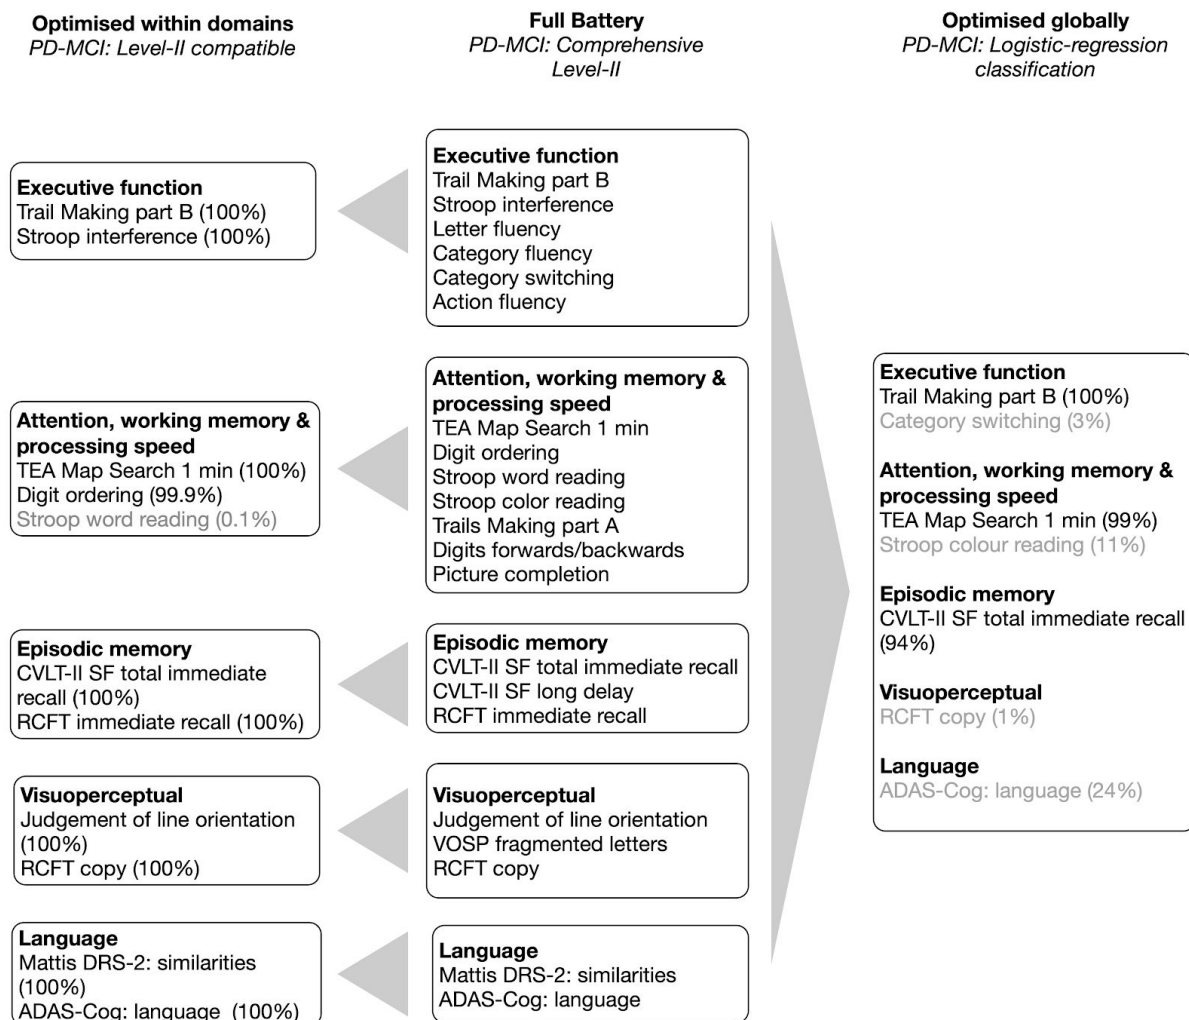 Optimised within domains
PD-MCI: Level-II compatible
Executive function
Trail Making part B (100%)
Stroop interference (100%)
Attention, working memory &
processing speed
TEA Map Search 1 min (100%)
Digit ordering (99.9%)
Stroop word reading (0.1%)
Episodic memory
CVLT-II SF total immediate
recall (100%)
RCFT immediate recall (100%)
Visuoperceptual
Judgement of line orientation
(100%)
RCFT copy (100%)
Language
Mattis DRS-2: similarities
(100%)
ADAS-Cog: language (100%)
Full Battery
PD-MCI: Comprehensive
Level-II
Executive function
Trail Making part B
Stroop interference
Letter fluency
Category fluency
Category switching
Action fluency
Attention, working memory &
processing speed
TEA Map Search 1 min
Digit ordering
Stroop word reading
Stroop color reading
Trails Making part A
Digits forwards/backwards
Picture completion
Episodic memory
CVLT-II SF total immediate recall
CVLT-II SF long delay
RCFT immediate recall
Visuoperceptual
Judgement of line orientation
VOSP fragmented letters
RCFT copy
Language
Mattis DRS-2: similarities
ADAS-Cog: language
Optimised globally
PD-MCI: Logistic-regression
classification
Executive function
Trail Making part B (100%)
Category switching (3%)
Attention, working memory &
processing speed
TEA Map Search 1 min (99%)
Stroop colour reading (11%)
Episodic memory
CVLT-II SF total immediate recall
(94%)
Visuoperceptual
RCFT copy (1%)
Language
ADAS-Cog: language (24%)